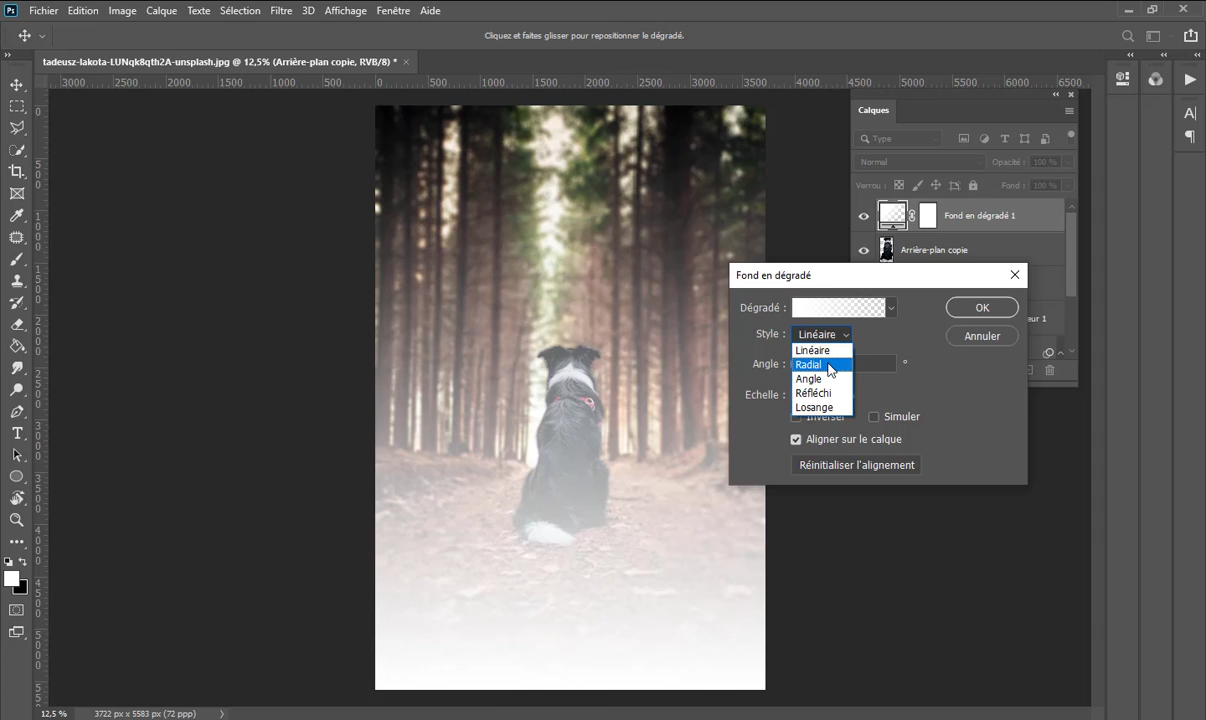 Ps Fichier Edition Image Calque Texte Sélection Filtre 3D Affichage Fenêtre Aide
Cliquez et faites glisser pour repositionner le dégradé.
tadeusz-lakota-LUNqk8qth2A-unsplash.jpg @ 12,5% (Arrière-plan copie, RVB/8) * ×
3000 2500 2000 1500 1000 500 0 500 1000 1500 2000 2500 3000 3500 4000 4500 5000 5500 6000 6500
Calques
Type
Normal Opacité : 100 %
Verrou : Fond : 100 %
Fond en dégradé 1
Arrière-plan copie
Fond en dégradé
Dégradé : OK
eur 1
Style : Linéaire Annuler
Linéaire
Angle : Radial °
Angle
Echelle : Réfléchi
Losange
Inverser Simuler
Aligner sur le calque
Réinitialiser l'alignement
12,5 % 3722 px x 5583 px (72 ppp)